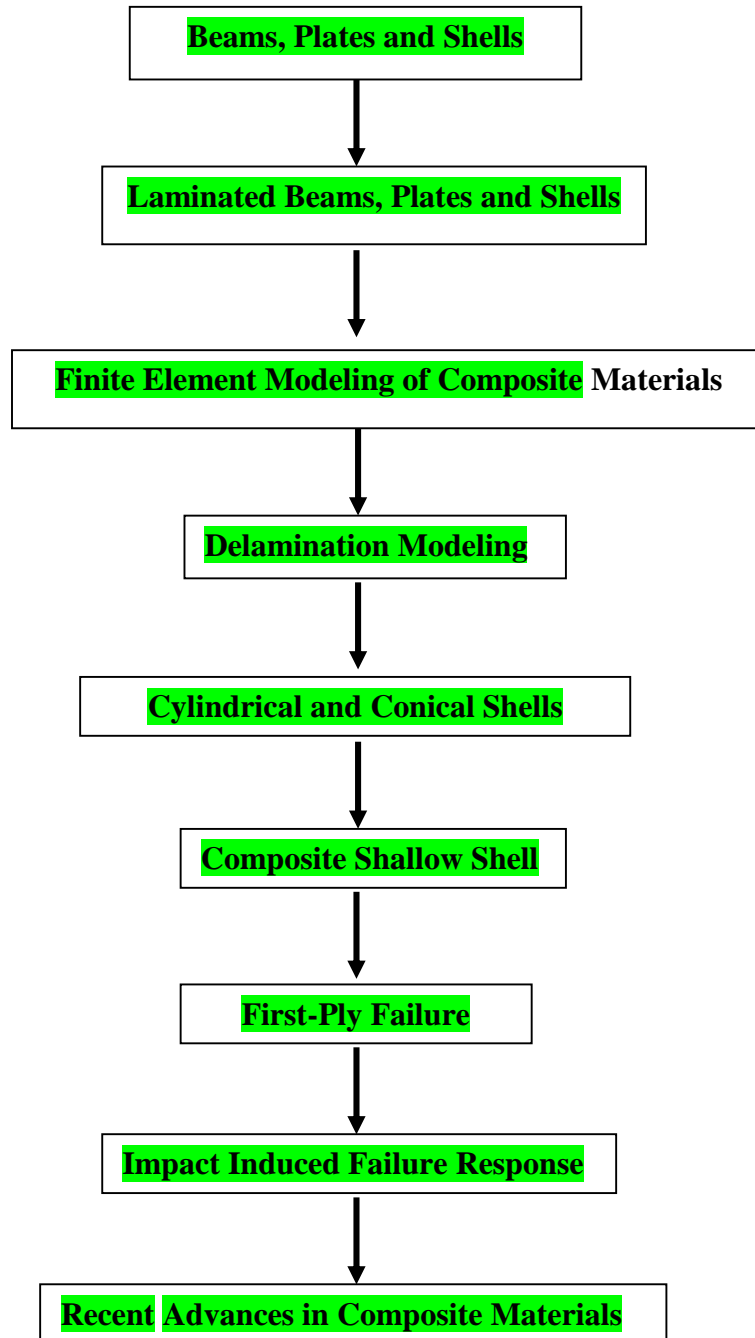 Beams, Plates and Shells
Laminated Beams, Plates and Shells
Finite Element Modeling of Composite Materials
Delamination Modeling
Cylindrical and Conical Shells
Composite Shallow Shell
First-Ply Failure
Impact Induced Failure Response
Recent Advances in Composite Materials